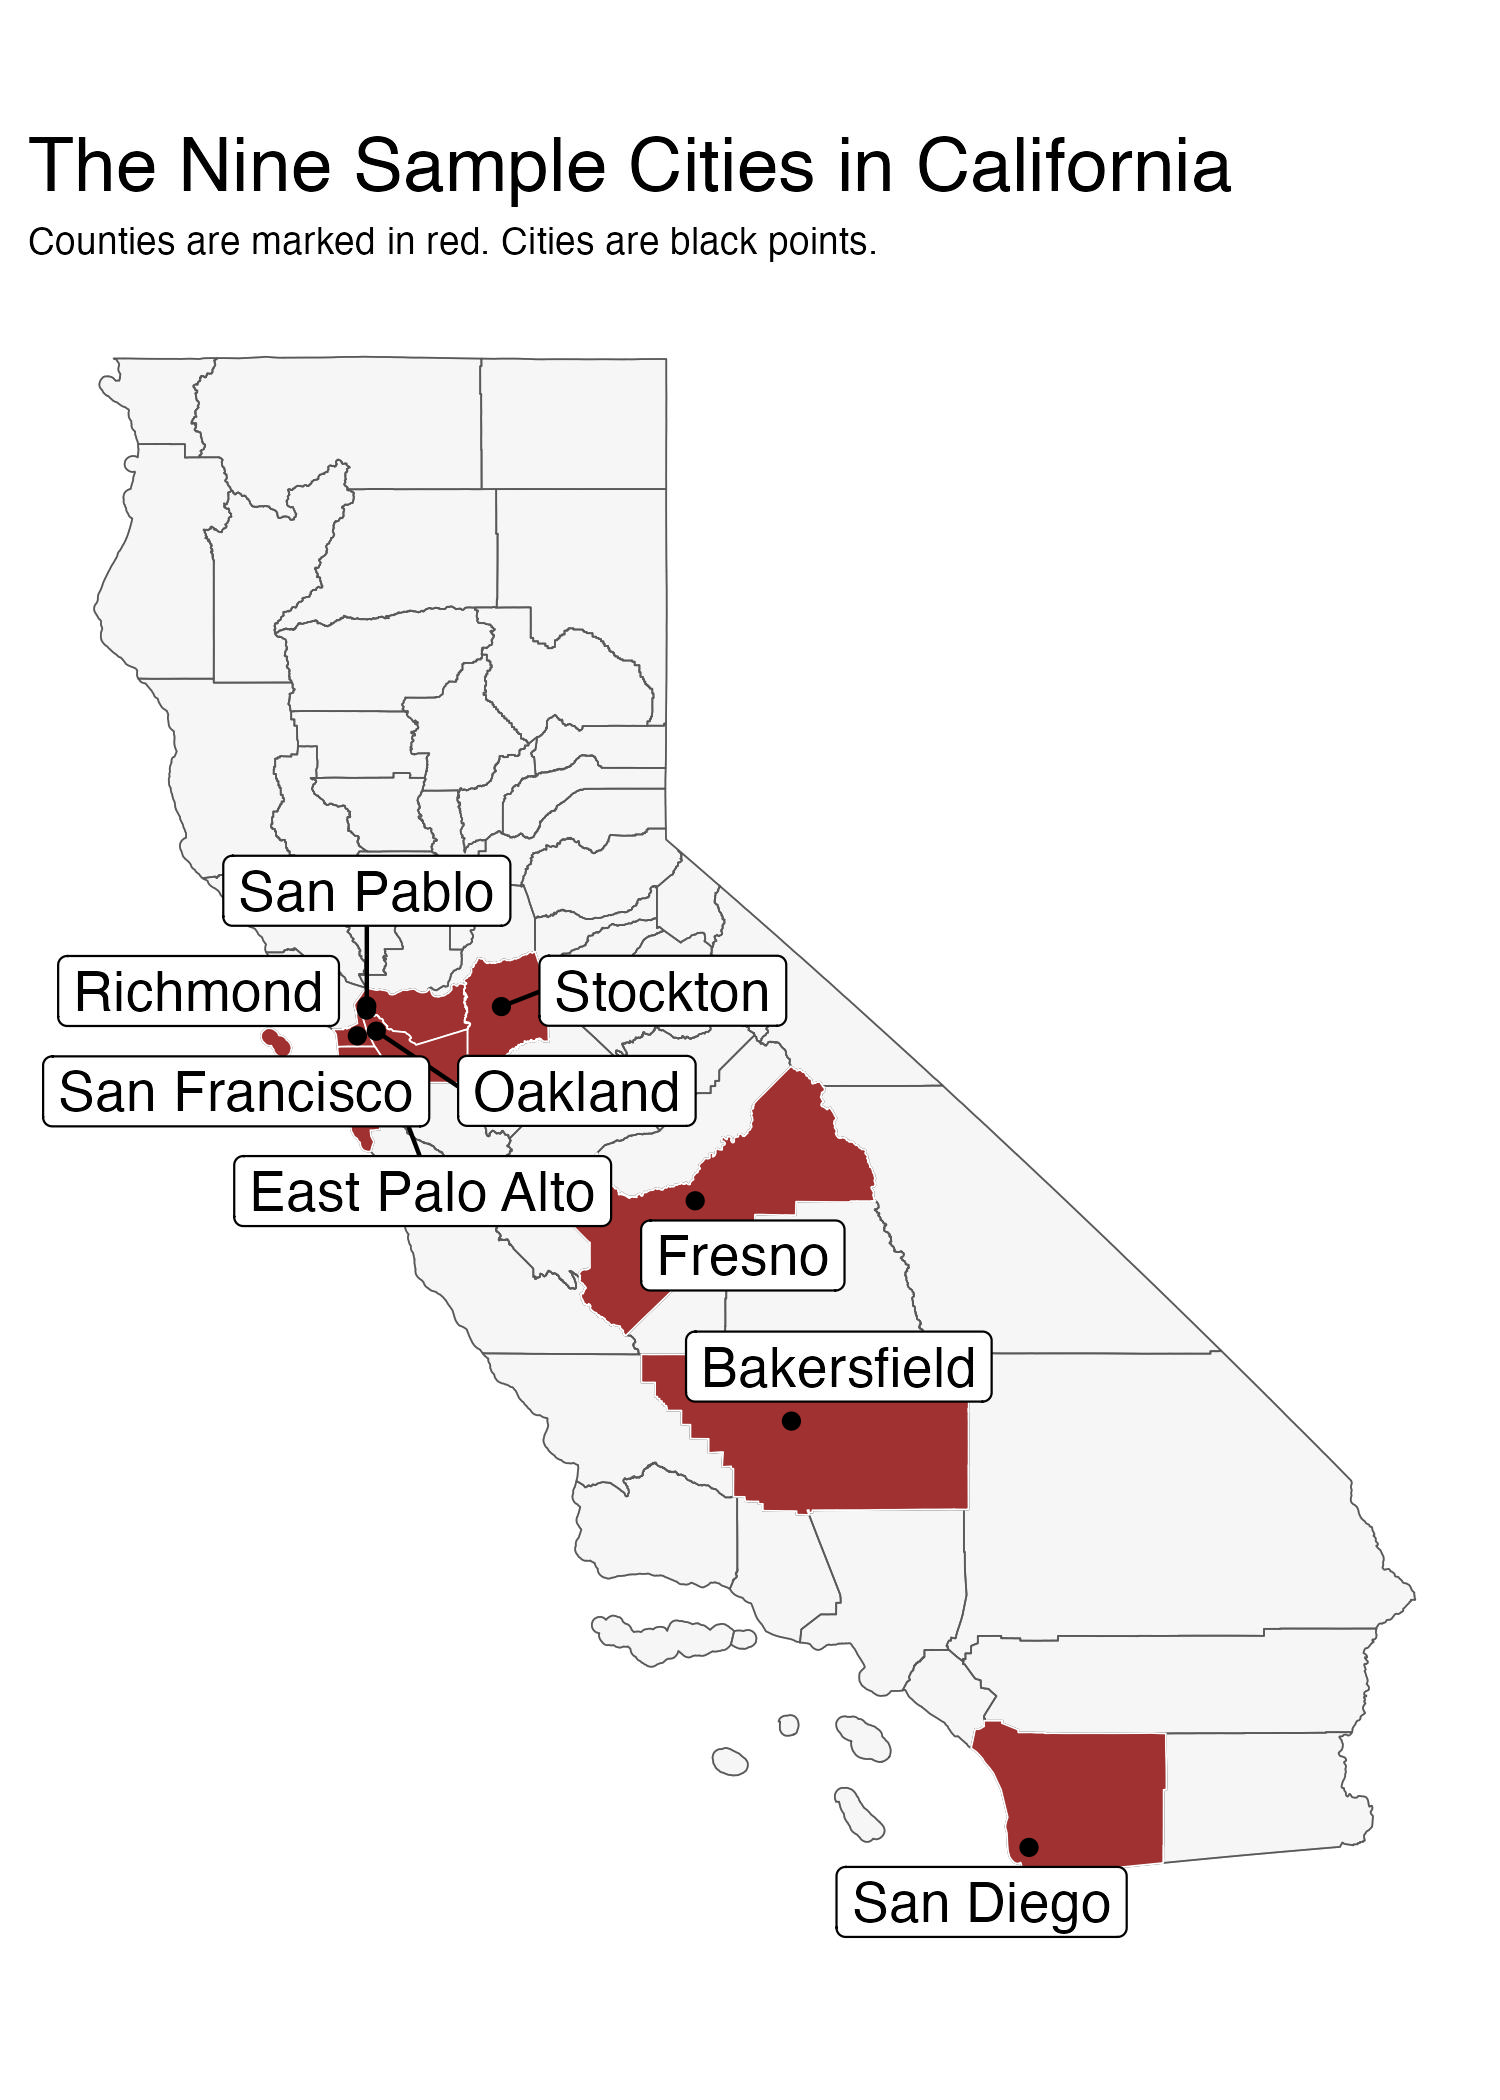 The Nine Sample Cities in California
Counties are marked in red. Cities are black points.
San Pablo
Richmond
Stockton
San Francisco
Oakland
East Palo Alto
Fresno
Bakersfield
San Diego